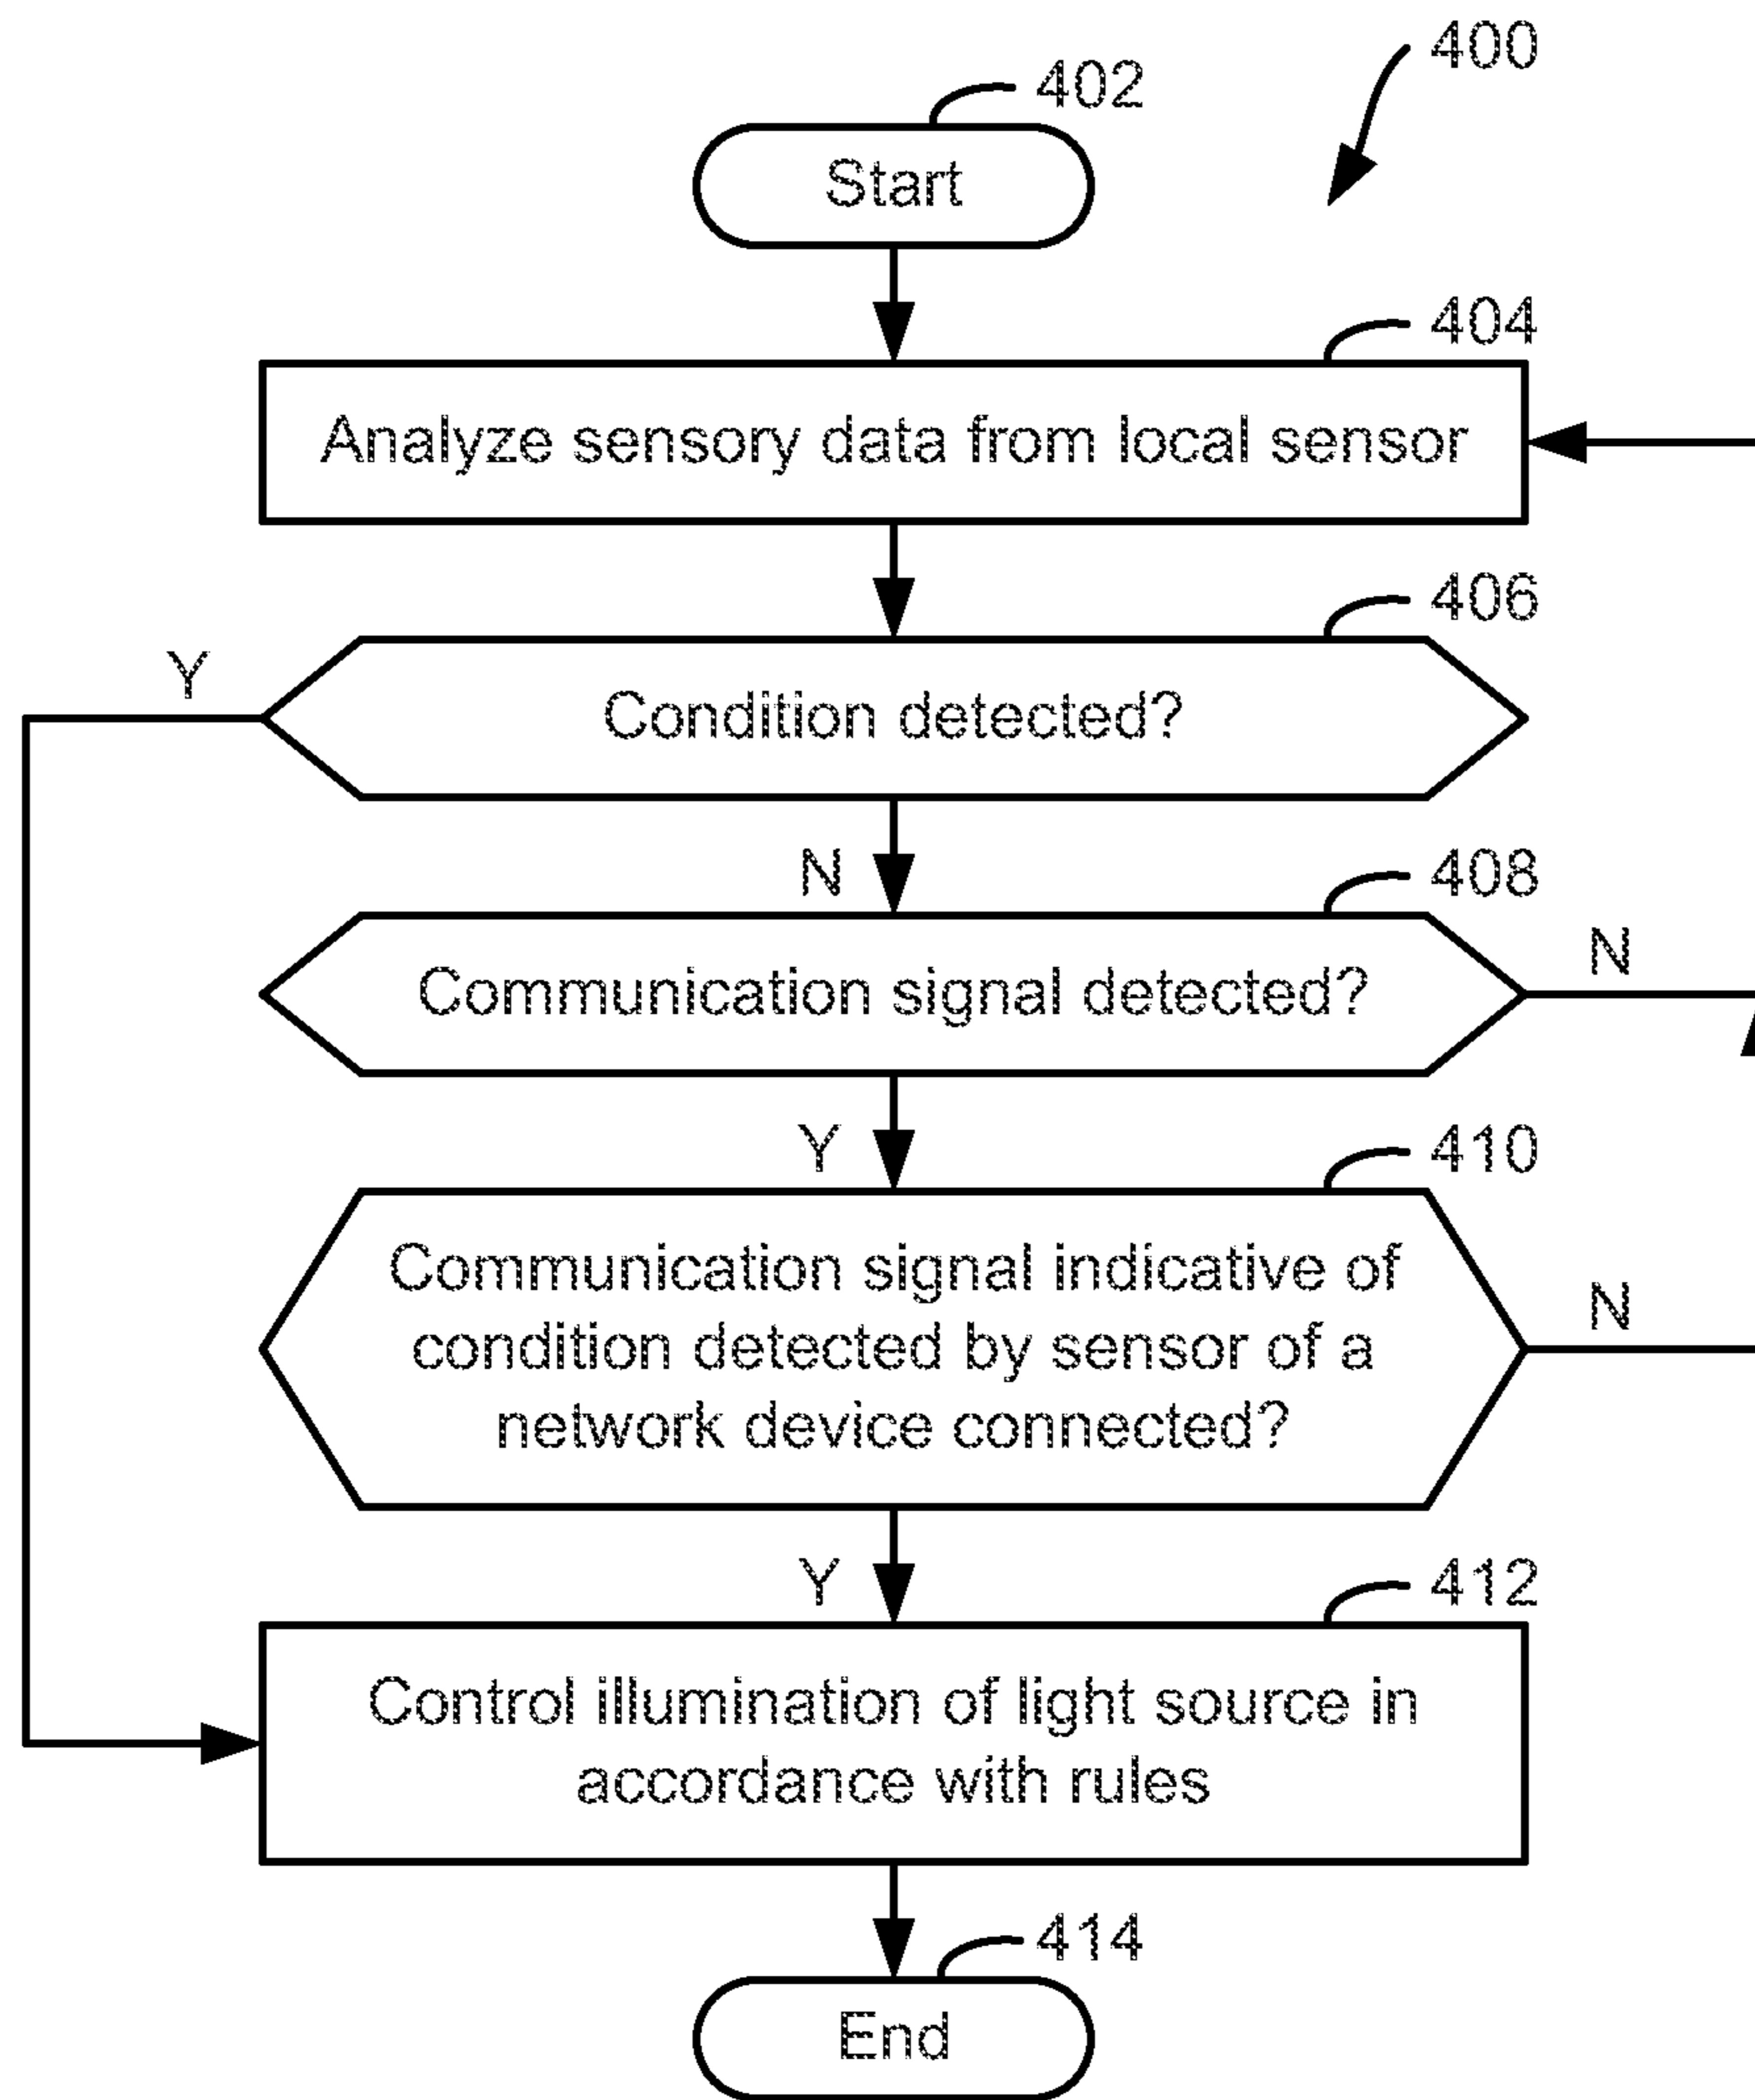 400
402
Start
404
Analyze sensory data from local sensor
406
Y
Condition detected?
N
408
Communication signal detected?
N
Y
410
Communication signal indicative of
condition detected by sensor of a
network device connected?
N
Y
412
Control illumination of light source in
accordance with rules
414
End